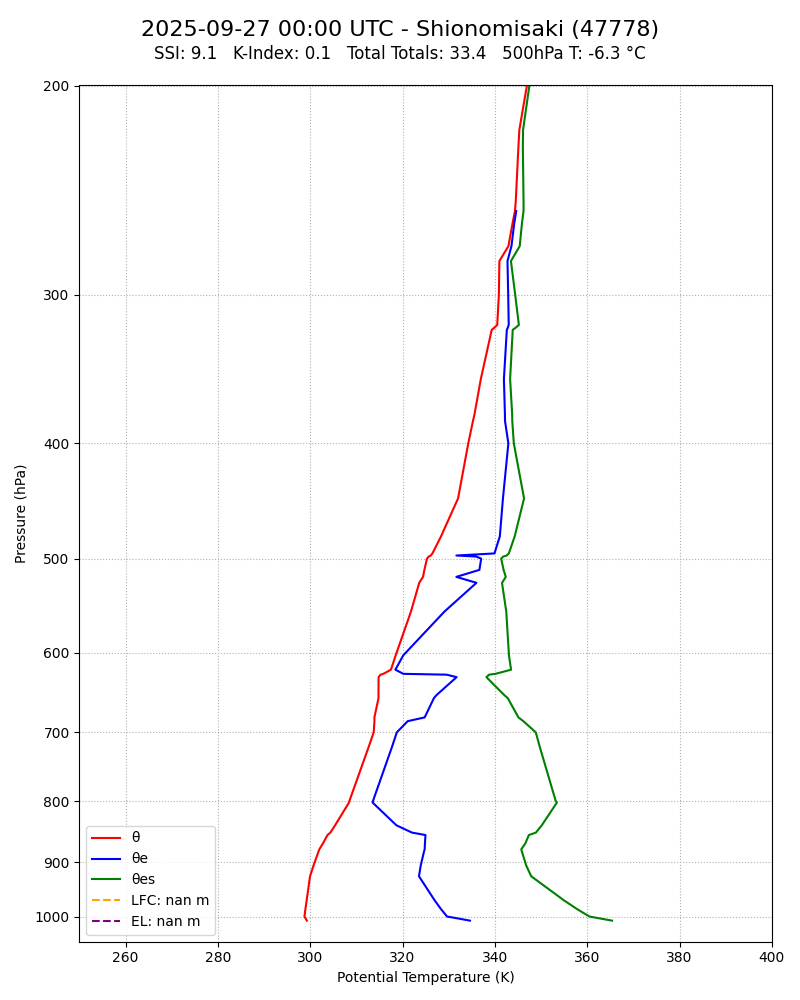 2025-09-27 00:00 UTC - Shionomisaki (47778)
SSI: 9.1 K-Index: 0.1 Total Totals: 33.4 500hPa T: -6.3 °C
200
300
400
500
600
700
800
900
1000
Pressure (hPa)
θ
θe
θes
LFC: nan m
EL: nan m
260 280 300 320 340 360 380 400
Potential Temperature (K)